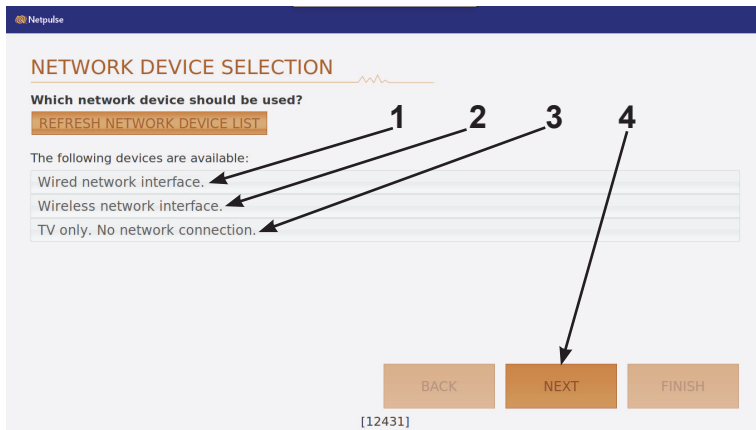 Netpulse
NETWORK DEVICE SELECTION
Which network device should be used?
REFRESH NETWORK DEVICE LIST
1 2 3 4
The following devices are available:
Wired network interface.
Wireless network interface.
TV only. No network connection.
BACK NEXT FINISH
[12431]